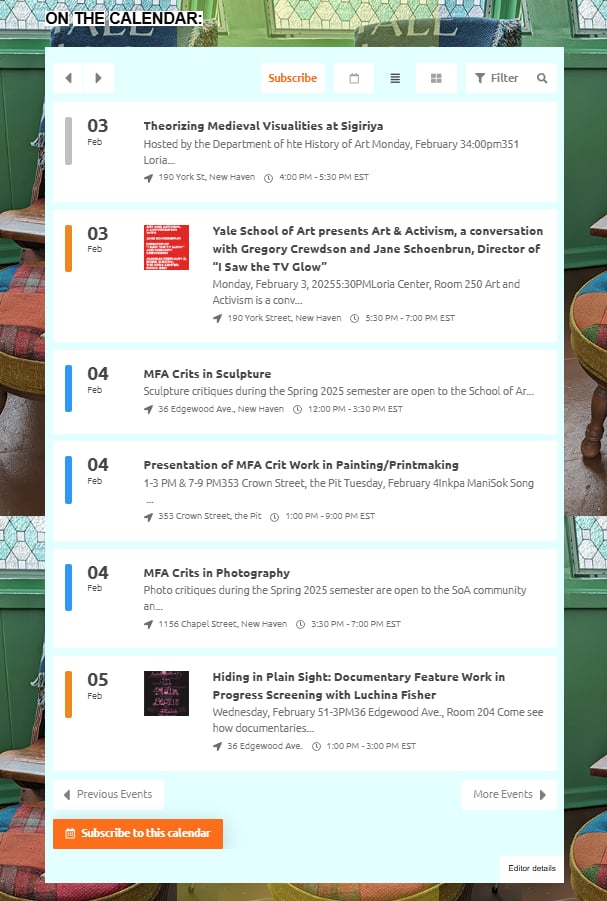 ON THE CALENDAR:
Subscribe
Filter
03
Feb
Theorizing Medieval Visualities at Sigiriya
Hosted by the Department of hte History of Art Monday, February 34:00pm351
Loria...
190 York St, New Haven 4:00 PM - 5:30 PM EST
03
Feb
Yale School of Art presents Art & Activism, a conversation
with Gregory Crewdson and Jane Schoenbrun, Director of
“I Saw the TV Glow”
Monday, February 3, 20255:30PMLoria Center, Room 250 Art and
Activism is a conv...
190 York Street, New Haven 5:30 PM - 7:00 PM EST
04
Feb
MFA Crits in Sculpture
Sculpture critiques during the Spring 2025 semester are open to the School of Ar...
36 Edgewood Ave., New Haven 12:00 PM - 3:30 PM EST
04
Feb
Presentation of MFA Crit Work in Painting/Printmaking
1-3 PM & 7-9 PM353 Crown Street, the Pit Tuesday, February 4Inkpa ManiSok Song
...
353 Crown Street, the Pit 1:00 PM - 9:00 PM EST
04
Feb
MFA Crits in Photography
Photo critiques during the Spring 2025 semester are open to the SoA community
an...
1156 Chapel Street, New Haven 3:30 PM - 7:00 PM EST
05
Feb
Hiding in Plain Sight: Documentary Feature Work in
Progress Screening with Luchina Fisher
Wednesday, February 51-3PM36 Edgewood Ave., Room 204 Come see
how documentaries...
36 Edgewood Ave. 1:00 PM - 3:00 PM EST
Previous Events
More Events
Subscribe to this calendar
Editor details